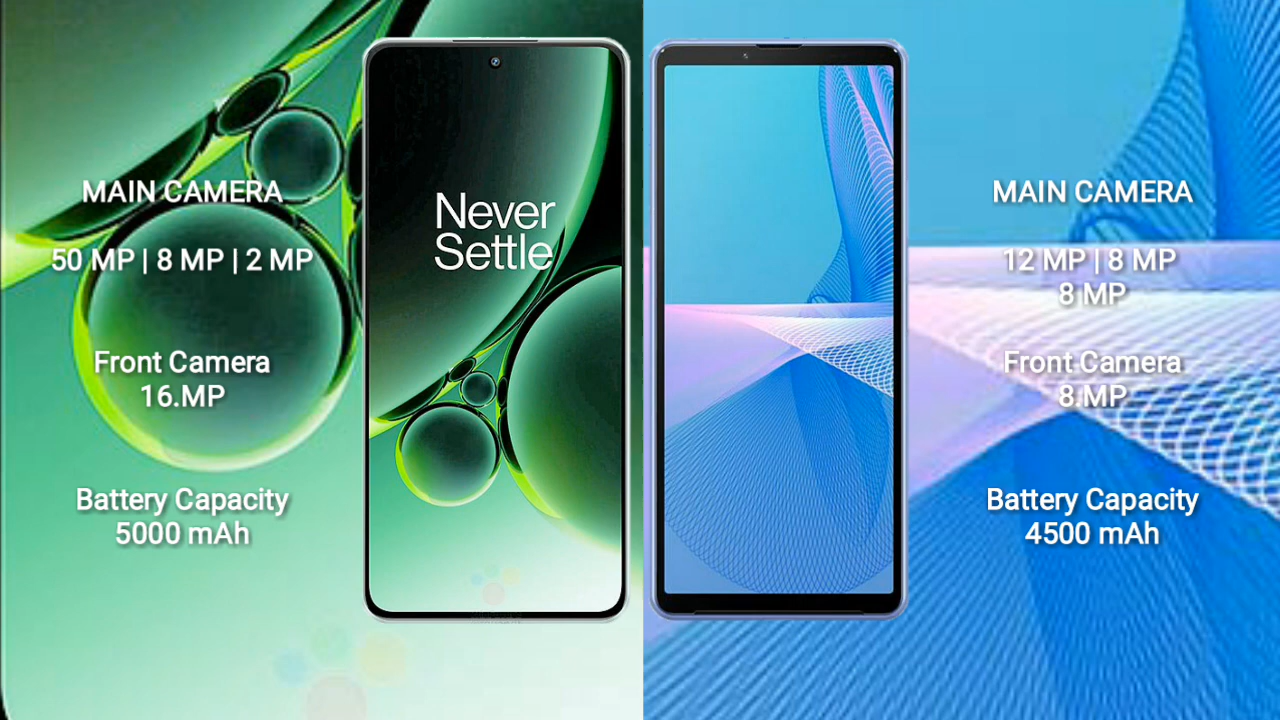 MAIN CAMERA
50 MP | 8 MP | 2 MP
Front Camera
16.MP
Battery Capacity
5000 mAh
Never
Settle
MAIN CAMERA
12 MP | 8 MP
8 MP
Front Camera
8.MP
Battery Capacity
4500 mAh